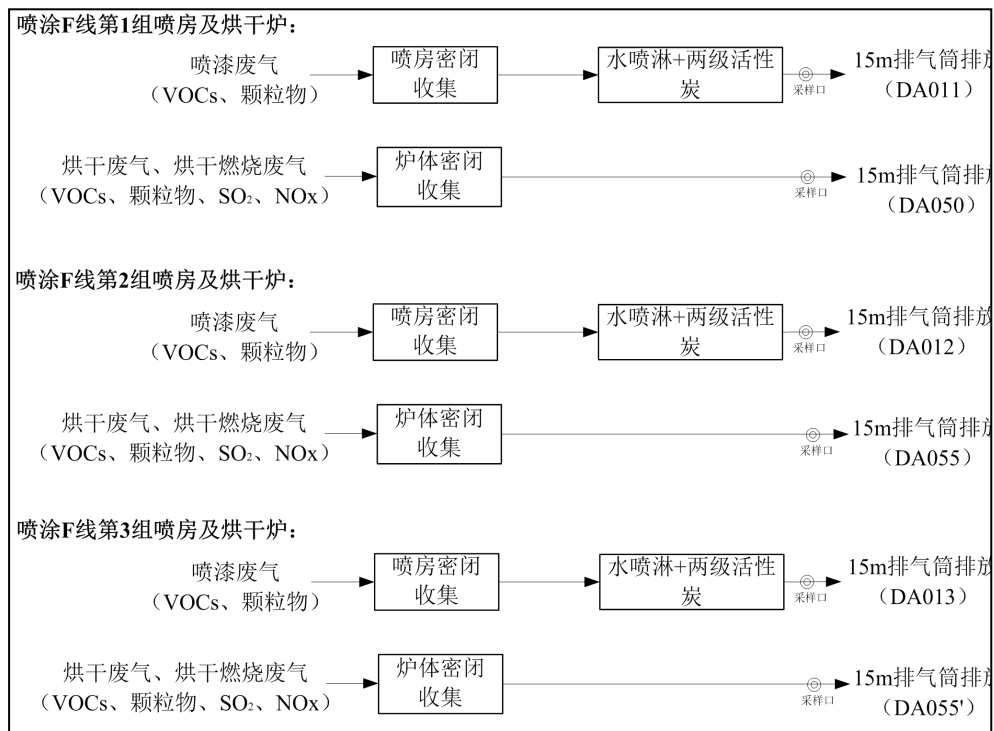 喷涂F线第1组喷房及烘干炉：
喷漆废气
（VOCs、颗粒物）
喷房密闭
收集
水喷淋+两级活性
炭
采样口
15m排气筒排放
（DA011）
烘干废气、烘干燃烧废气
（VOCs、颗粒物、SO₂、NOx）
炉体密闭
收集
采样口
15m排气筒排放
（DA050）
喷涂F线第2组喷房及烘干炉：
喷漆废气
（VOCs、颗粒物）
喷房密闭
收集
水喷淋+两级活性
炭
采样口
15m排气筒排放
（DA012）
烘干废气、烘干燃烧废气
（VOCs、颗粒物、SO₂、NOx）
炉体密闭
收集
采样口
15m排气筒排放
（DA055）
喷涂F线第3组喷房及烘干炉：
喷漆废气
（VOCs、颗粒物）
喷房密闭
收集
水喷淋+两级活性
炭
采样口
15m排气筒排放
（DA013）
烘干废气、烘干燃烧废气
（VOCs、颗粒物、SO₂、NOx）
炉体密闭
收集
采样口
15m排气筒排放
（DA055'）